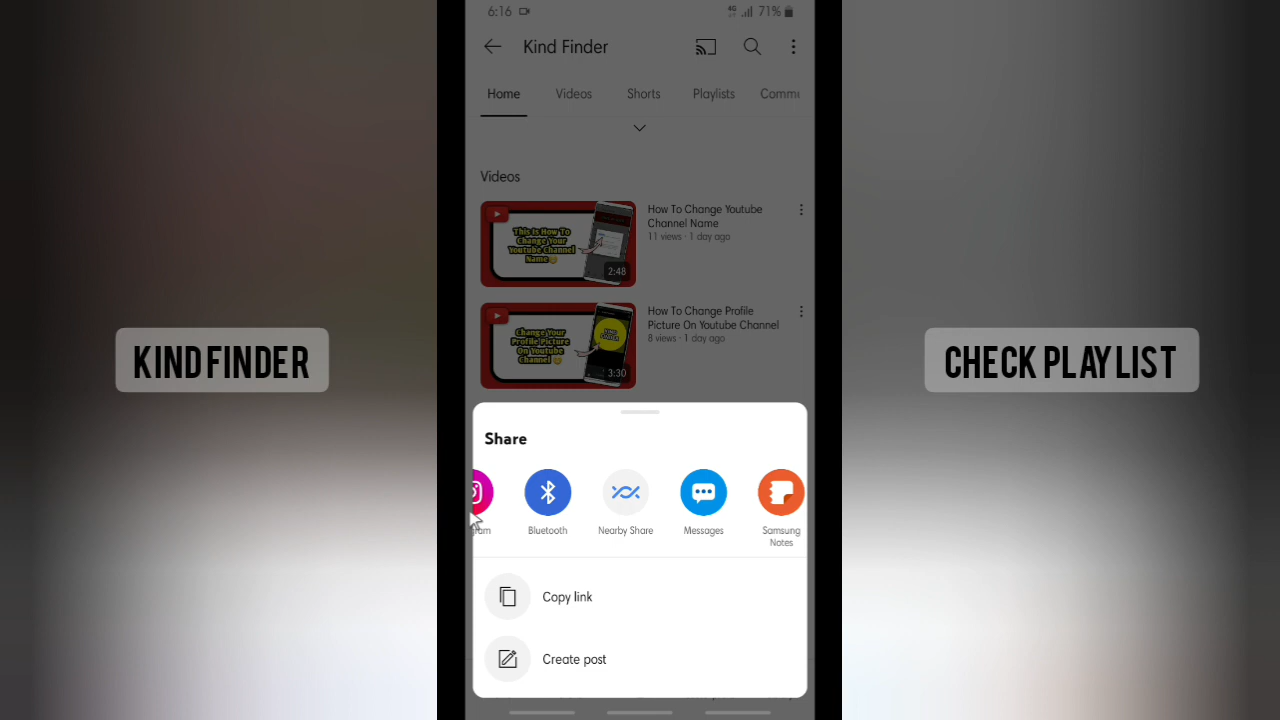 6:16
4G
71%
Kind Finder
Home
Videos
Shorts
Playlists
Videos
This Is How To
Change Your
Youtube Channel
Name
2:48
How To Change Youtube
Channel Name
11 views · 1 day ago
Change Your
Profile Picture
On Youtube
Channel
3:30
How To Change Profile
Picture On Youtube Channel
8 views · 1 day ago
KIND FINDER
CHECK PLAYLIST
Share
Bluetooth
Nearby Share
Messages
Samsung
Notes
Copy link
Create post